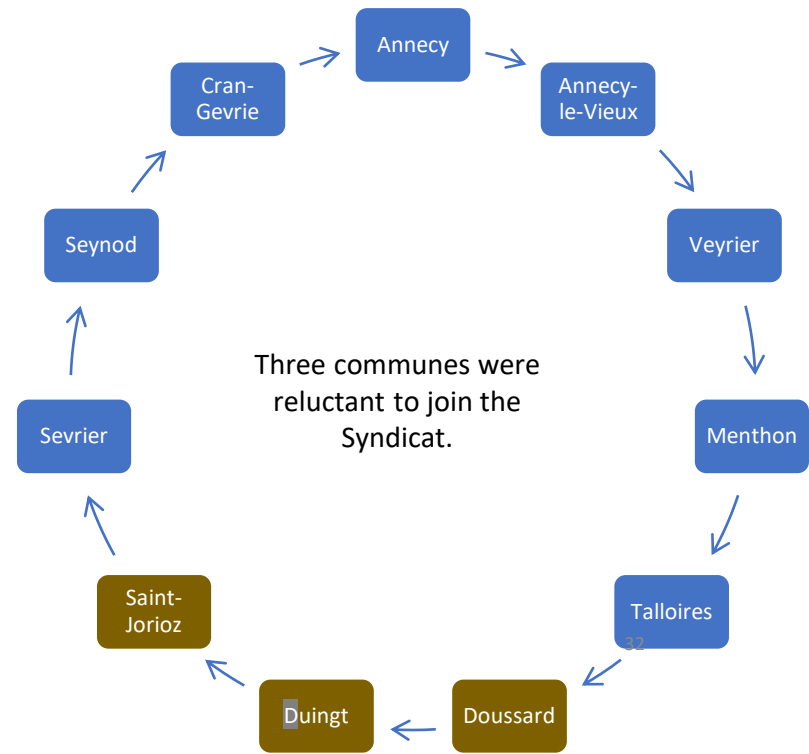 Annecy
Annecy-
le-Vieux
Veyrier
Menthon
Talloires
32
Doussard
Duingt
Saint-
Jorioz
Sevrier
Seynod
Cran-
Gevrie
Three communes were
reluctant to join the
Syndicat.